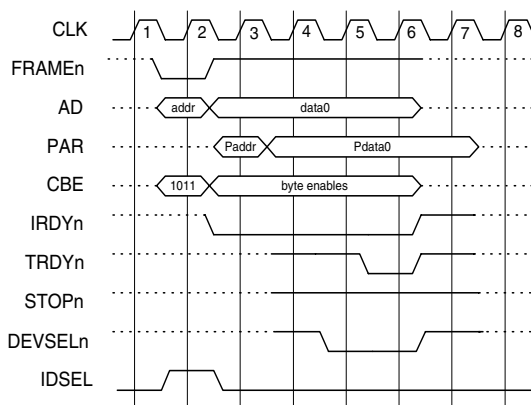 CLK 1 2 3 4 5 6 7 8
FRAMEn
AD addr data0
PAR Paddr Pdata0
CBE 1011 byte enables
IRDYn
TRDYn
STOPn
DEVSELn
IDSEL